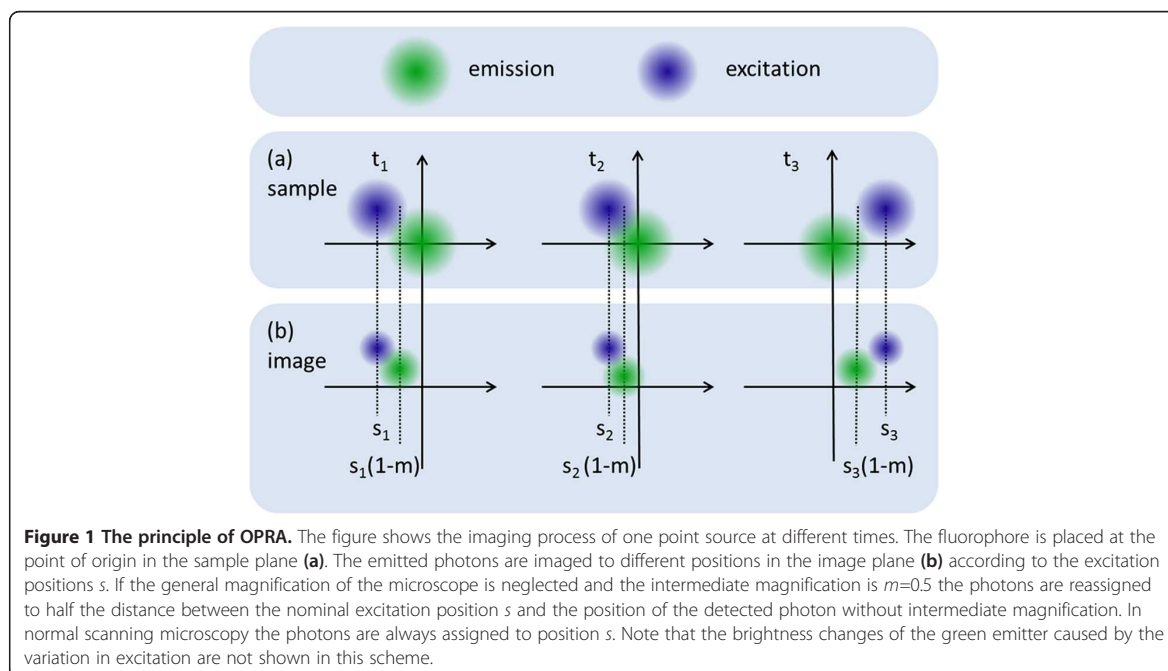 emission excitation
(a) t₁ t₂ t₃
sample
(b)
image
s₁ s₂ s₃
s₁(1-m) s₂(1-m) s₃(1-m)
Figure 1 The principle of OPRA. The figure shows the imaging process of one point source at different times. The fluorophore is placed at the
point of origin in the sample plane (a). The emitted photons are imaged to different positions in the image plane (b) according to the excitation
positions s. If the general magnification of the microscope is neglected and the intermediate magnification is m=0.5 the photons are reassigned
to half the distance between the nominal excitation position s and the position of the detected photon without intermediate magnification. In
normal scanning microscopy the photons are always assigned to position s. Note that the brightness changes of the green emitter caused by the
variation in excitation are not shown in this scheme.